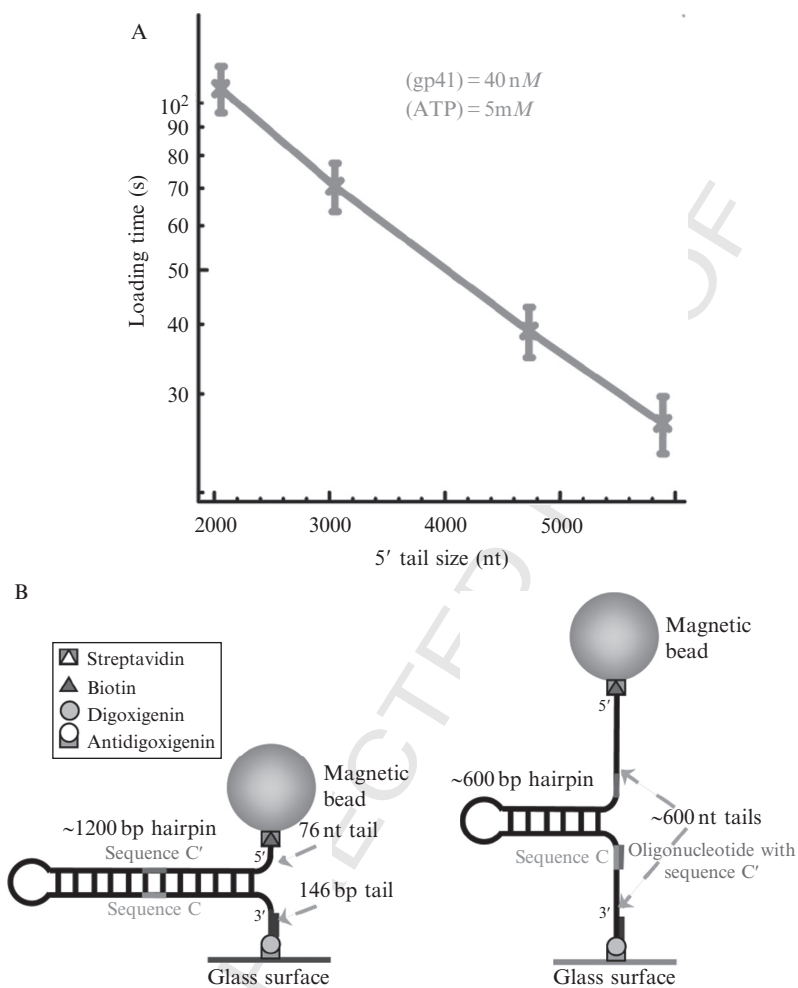 A
(gp41) = 40 nM
(ATP) = 5mM
Loading time (s)
10²
90
80
70
60
50
40
30
2000
3000
4000
5000
5′ tail size (nt)
B
Streptavidin
Biotin
Digoxigenin
Antidigoxigenin
~1200 bp hairpin
Sequence C′
Sequence C
Magnetic
bead
76 nt tail
5′
146 bp tail
3′
Glass surface
Magnetic
bead
5′
~600 bp hairpin
~600 nt tails
Sequence C
Oligonucleotide with
sequence C′
3′
Glass surface